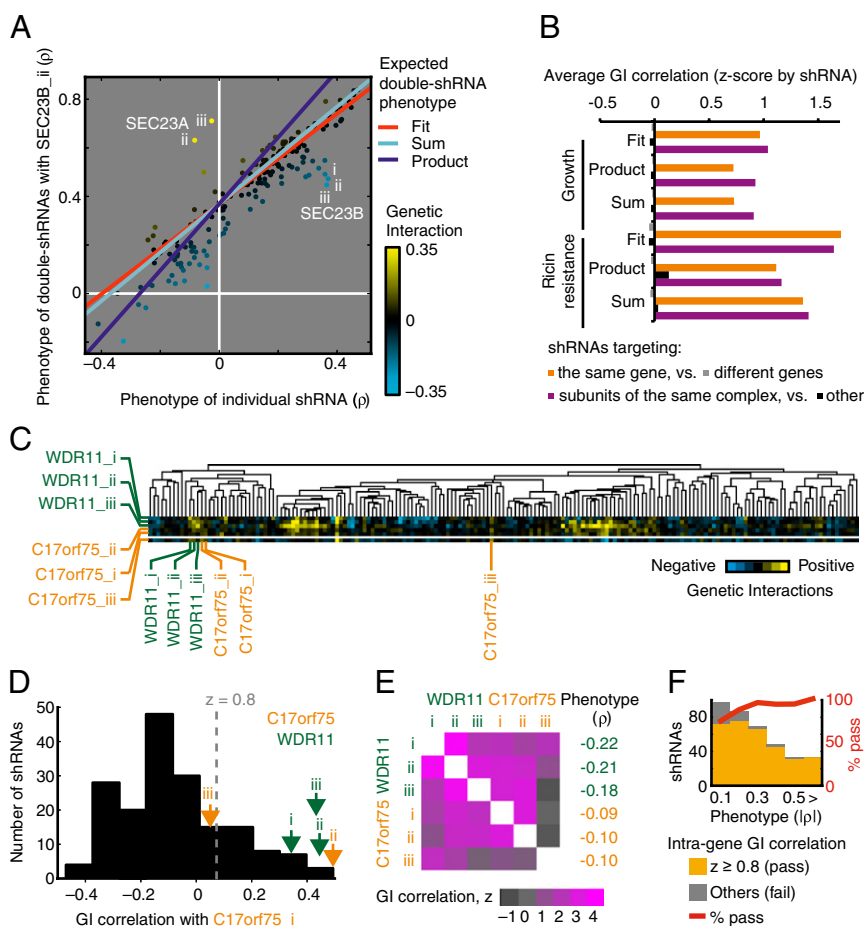 A
Phenotype of double-shRNAs with SEC23B_ii (ρ)
0.8
0.4
0
−0.4
0
0.4
Phenotype of individual shRNA (ρ)
SEC23A
iii
ii
i
ii
iii
SEC23B
Expected
double-shRNA
phenotype
Fit
Sum
Product
Genetic
Interaction
0.35
0
−0.35
B
Average GI correlation (z-score by shRNA)
-0.5 0 0.5 1 1.5
Growth
Fit
Product
Sum
Ricin
resistance
Fit
Product
Sum
shRNAs targeting:
the same gene, vs. different genes
subunits of the same complex, vs. other
C
WDR11_i
WDR11_ii
WDR11_iii
C17orf75_ii
C17orf75_i
C17orf75_iii
WDR11_i
WDR11_ii
WDR11_iii
C17orf75_ii
C17orf75_i
C17orf75_iii
Negative Positive
Genetic Interactions
D
Number of shRNAs
50
40
30
20
10
0
z = 0.8
C17orf75
WDR11
iii
i
iii
ii
ii
−0.4 −0.2 0 0.2 0.4
GI correlation with C17orf75 i
E
WDR11 C17orf75 Phenotype
(ρ)
i ii iii i ii iii
WDR11
C17orf75
i -0.22
ii -0.21
iii -0.18
i -0.09
ii -0.10
iii -0.10
GI correlation, z
−1 0 1 2 3 4
F
shRNAs
80
40
0
100
50
0
% pass
0.1 0.3 0.5 >
Phenotype (|ρ|)
Intra-gene GI correlation
z ≥ 0.8 (pass)
Others (fail)
% pass